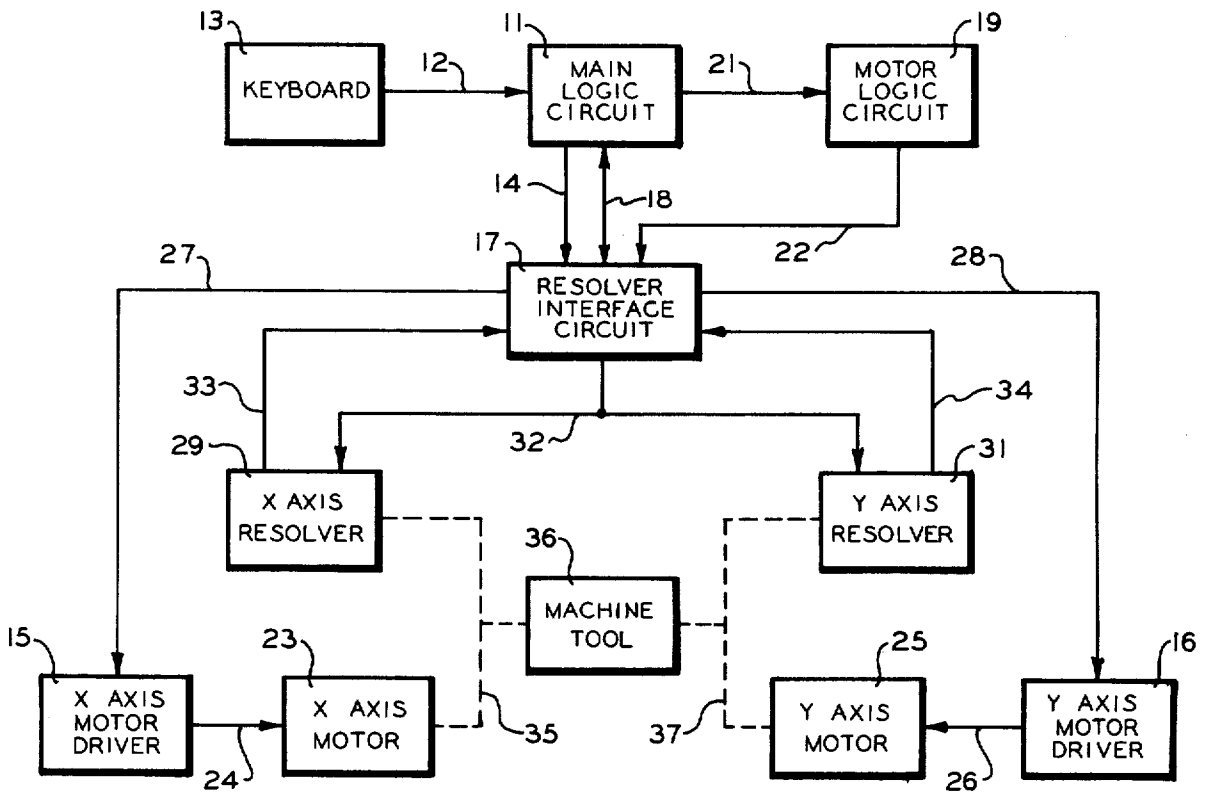 13
11
19
KEYBOARD
12
MAIN
LOGIC
CIRCUIT
21
MOTOR
LOGIC
CIRCUIT
14
18
22
27
17
28
RESOLVER
INTERFACE
CIRCUIT
33
34
32
29
31
X AXIS
RESOLVER
Y AXIS
RESOLVER
36
MACHINE
TOOL
15
23
25
16
X AXIS
MOTOR
DRIVER
X AXIS
MOTOR
35
37
Y AXIS
MOTOR
Y AXIS
MOTOR
DRIVER
24
26